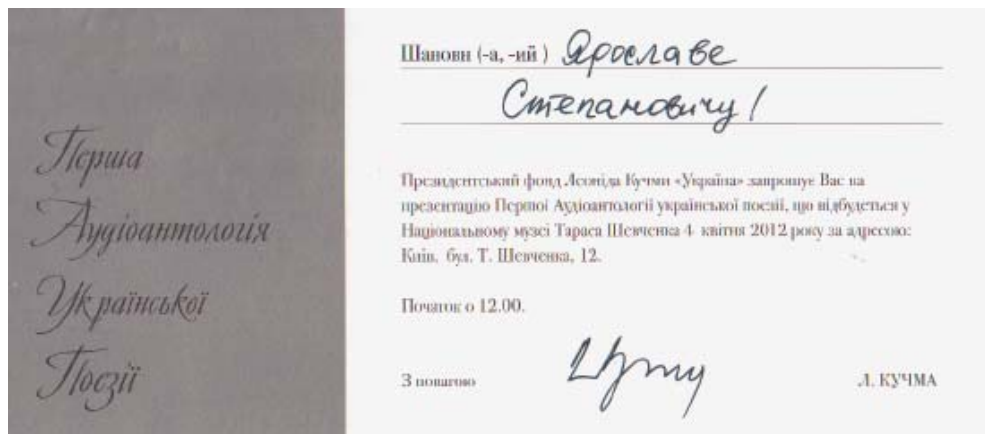 Перша
Аудіоантологія
Української
Поезії
Шановн (-а, -ий ) Ярославе
Степановичу!
Президентський фонд Леоніда Кучми «Україна» запрошує Вас на
презентацію Першої Аудіоантології української поезії, що відбудеться у
Національному музеї Тараса Шевченка 4 квітня 2012 року за адресою:
Київ, бул. Т. Шевченка, 12.
Початок о 12.00.
З повагою
Л. КУЧМА